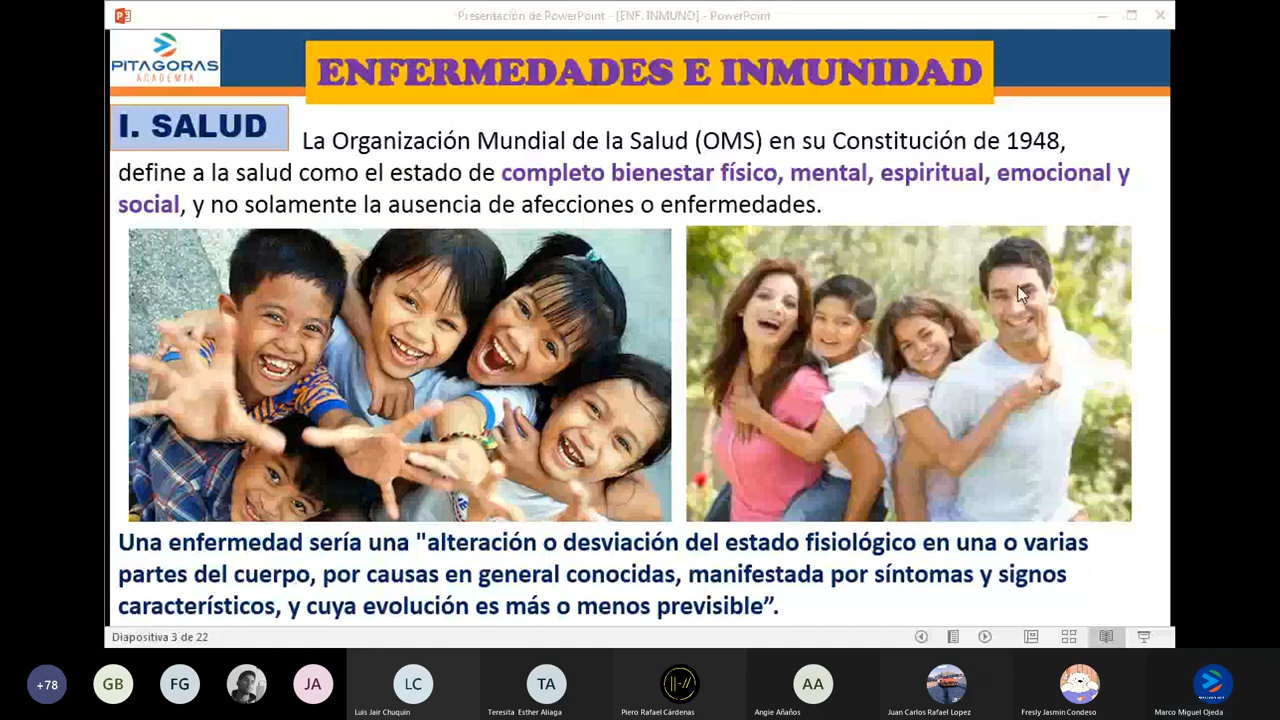 Presentación de PowerPoint - [ENF. INMUNO] - PowerPoint
PITAGORAS
ACADEMIA
ENFERMEDADES E INMUNIDAD
I. SALUD
La Organización Mundial de la Salud (OMS) en su Constitución de 1948,
define a la salud como el estado de completo bienestar físico, mental, espiritual, emocional y
social, y no solamente la ausencia de afecciones o enfermedades.
Una enfermedad sería una "alteración o desviación del estado fisiológico en una o varias
partes del cuerpo, por causas en general conocidas, manifestada por síntomas y signos
característicos, y cuya evolución es más o menos previsible”.
Diapositiva 3 de 22
+78 GB FG JA LC TA AA
Luis Jair Chuquin Teresita Esther Aliaga Piero Rafael Cárdenas Angie Añaños Juan Carlos Rafael Lopez Fresly Jasmin Condeso Marco Miguel Ojeda